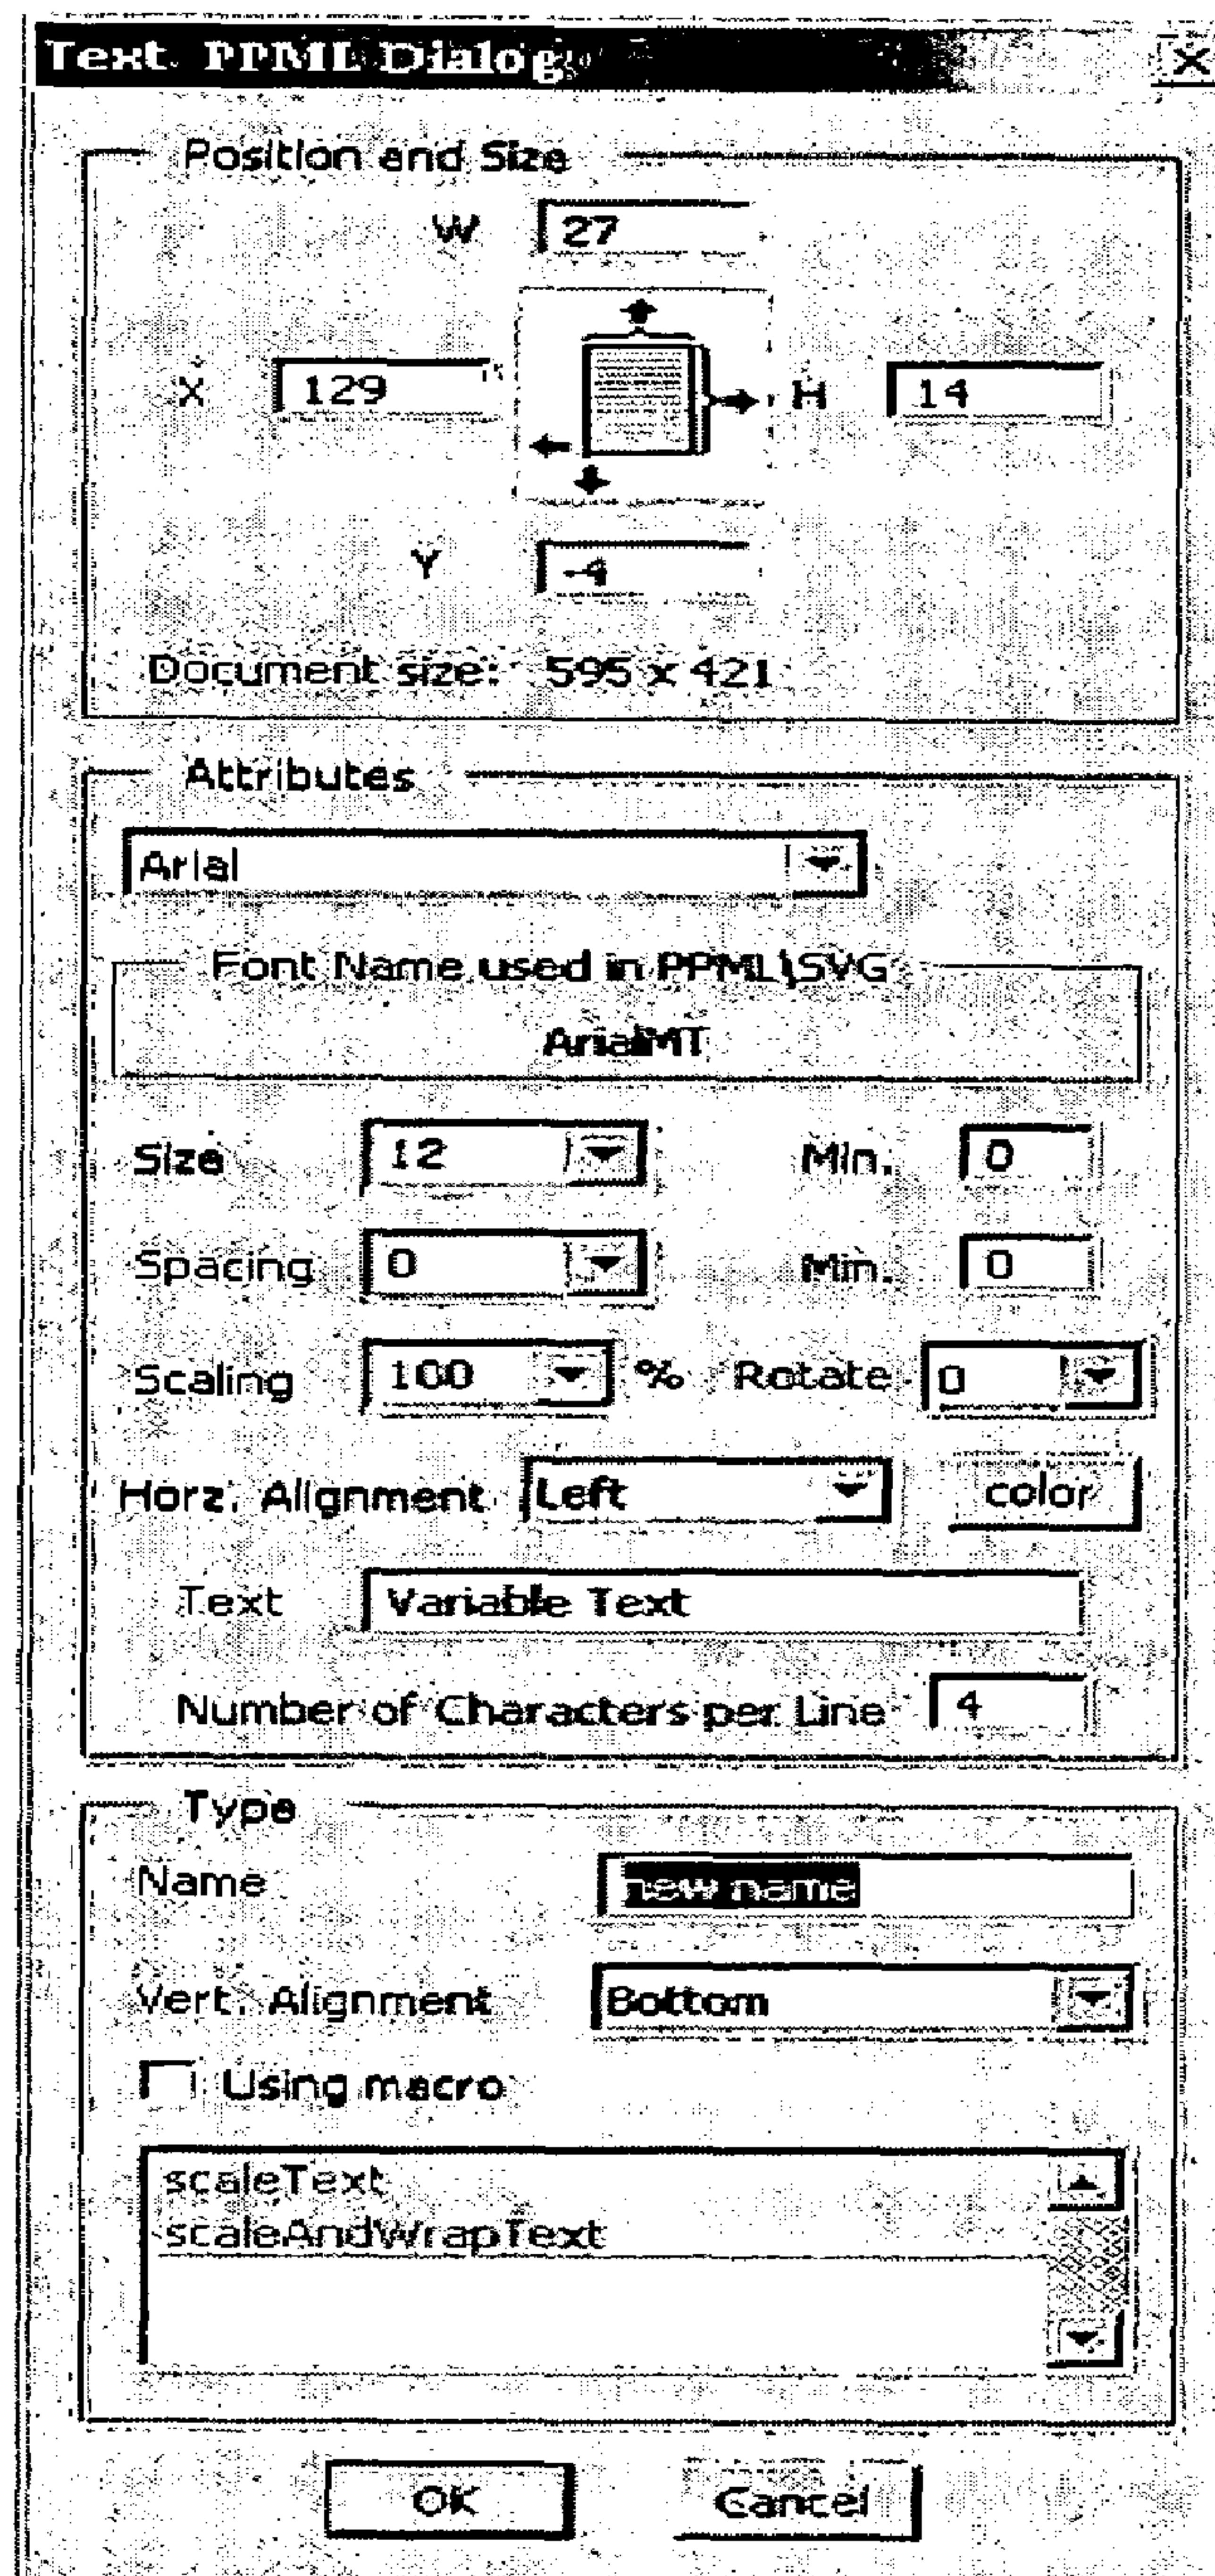 Text PPML Dialog
Position and Size
W 27
X 129 H 14
Y -4
Document size: 595 x 421
Attributes
Arial
Font Name used in PPML\SVG
ArialMT
Size 12 Min. 0
Spacing 0 Min. 0
Scaling 100 % Rotate 0
Horz. Alignment Left color
Text Variable Text
Number of Characters per Line 4
Type
Name new name
Vert. Alignment Bottom
Using macro
scaleText
scaleAndWrapText
OK Cancel